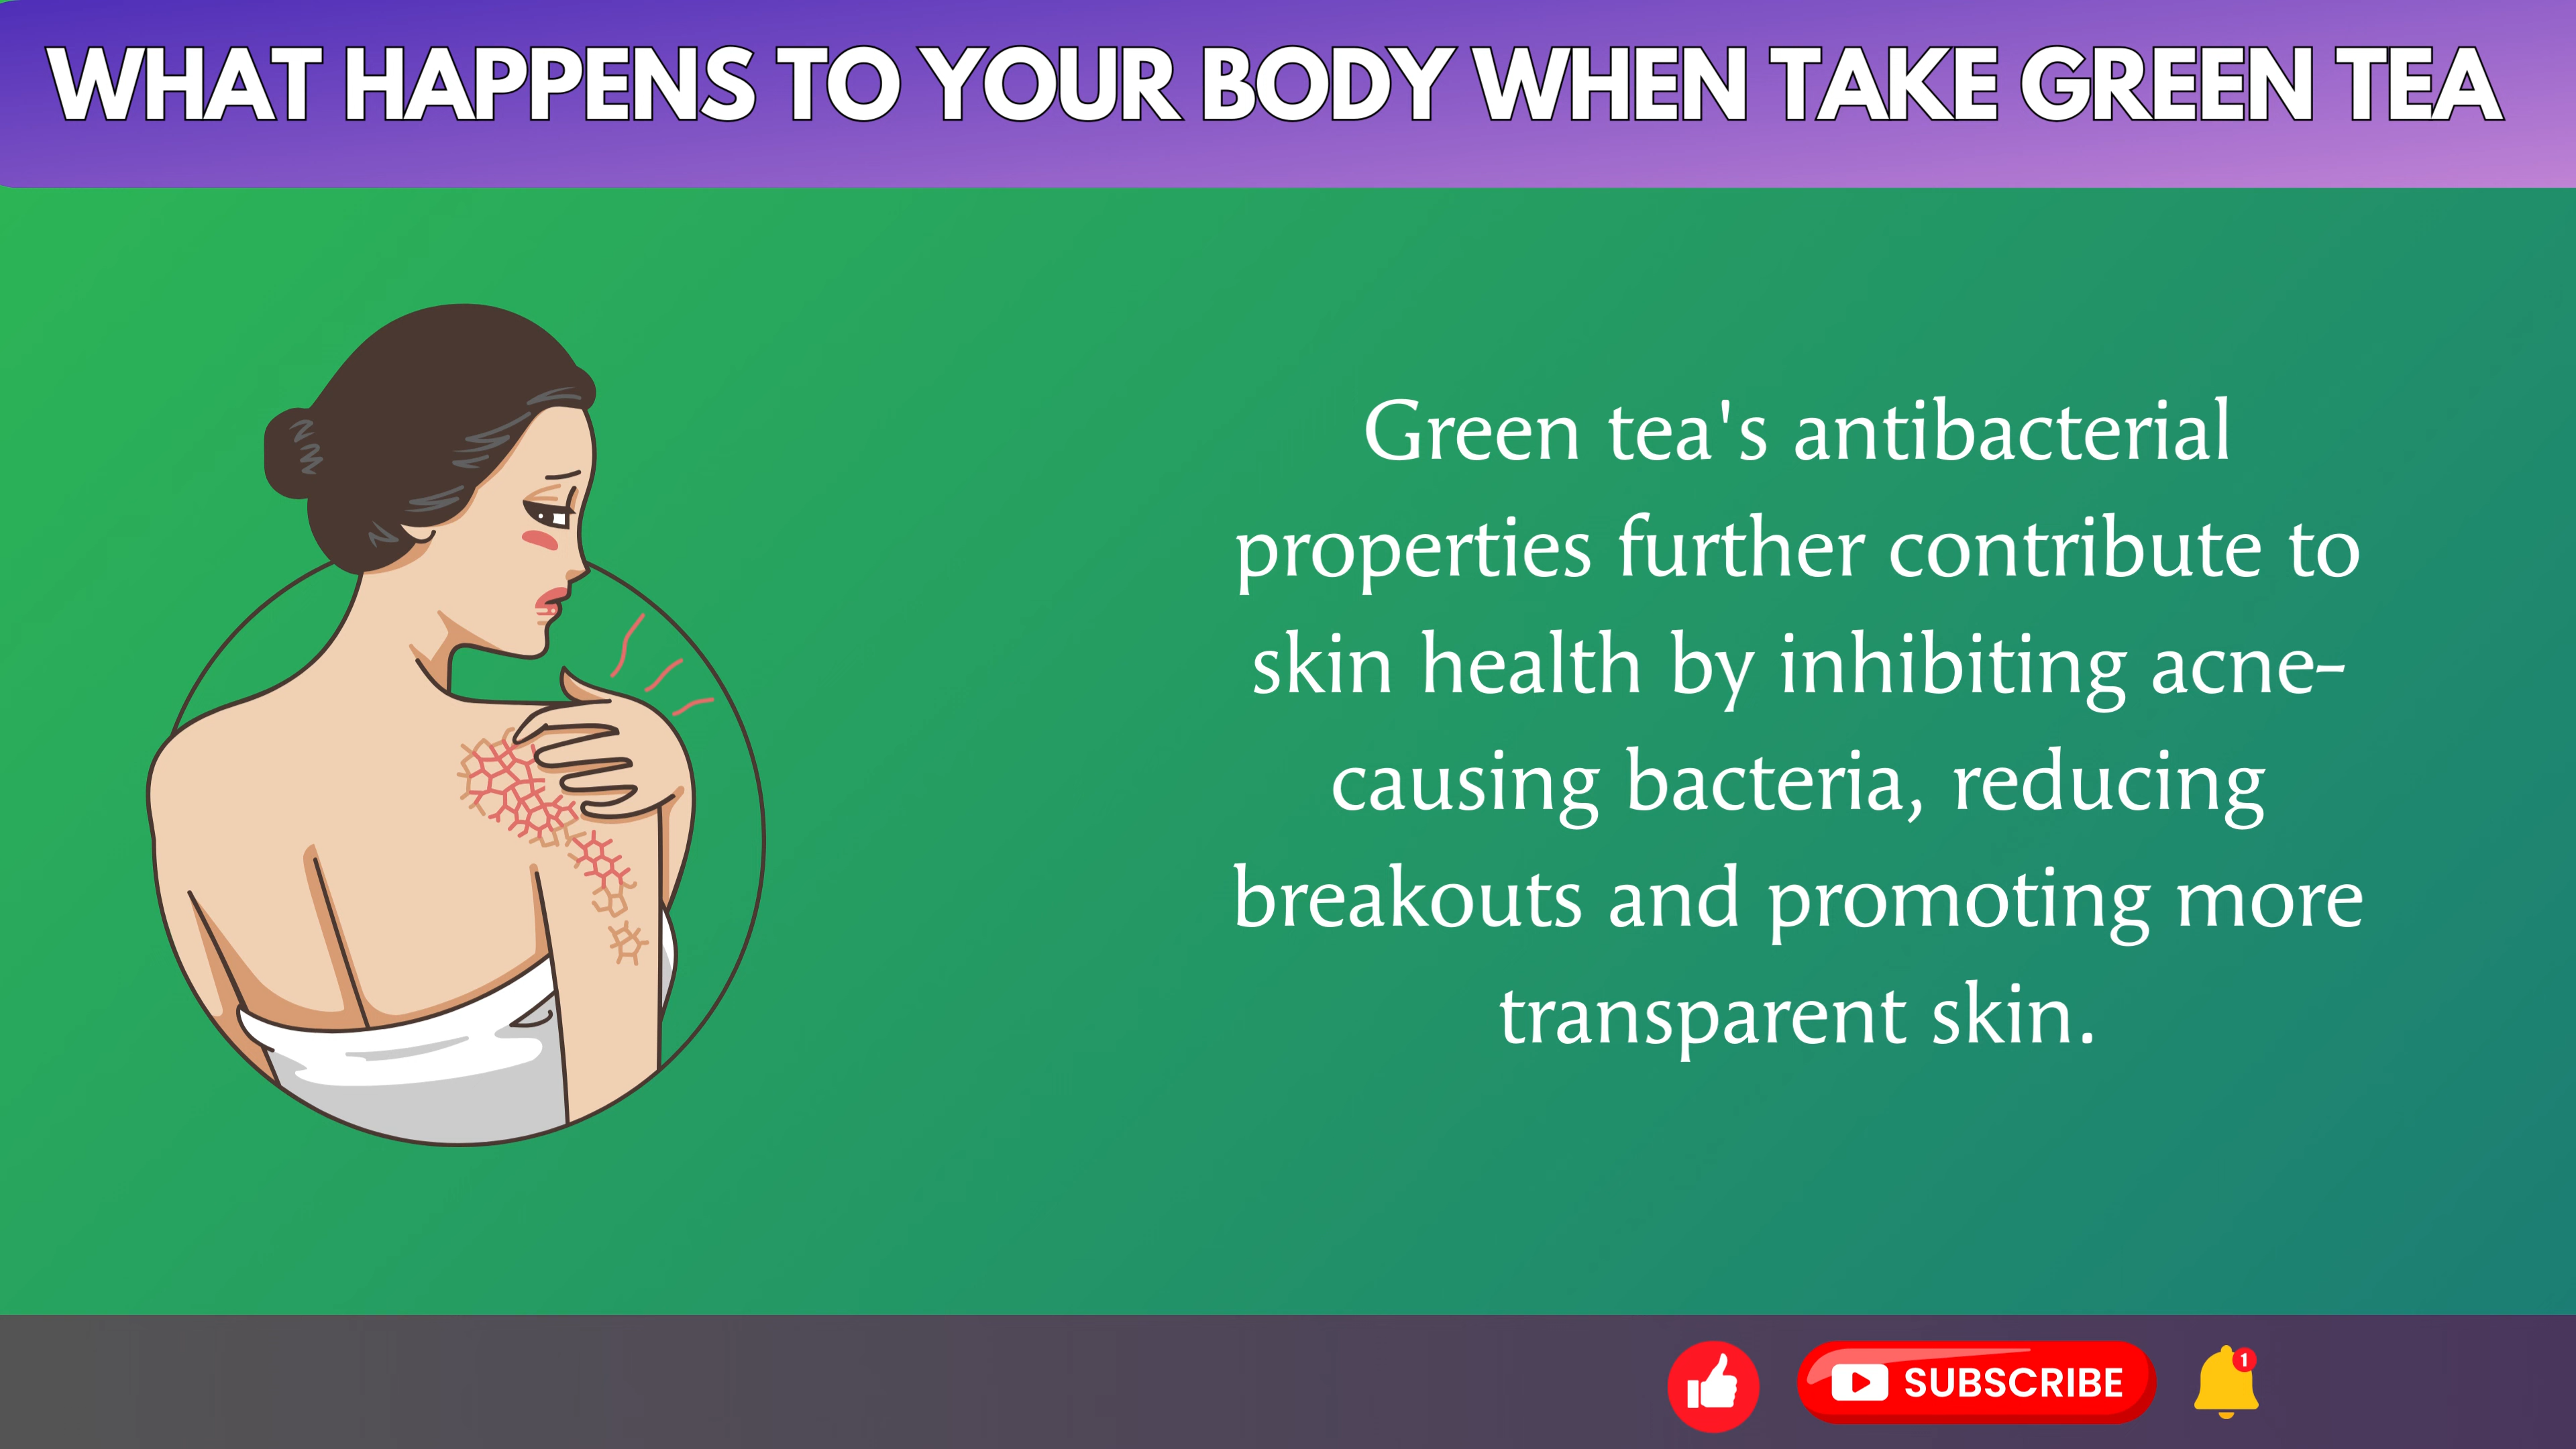 WHAT HAPPENS TO YOUR BODY WHEN TAKE GREEN TEA
Green tea's antibacterial
properties further contribute to
skin health by inhibiting acne-
causing bacteria, reducing
breakouts and promoting more
transparent skin.
SUBSCRIBE
1